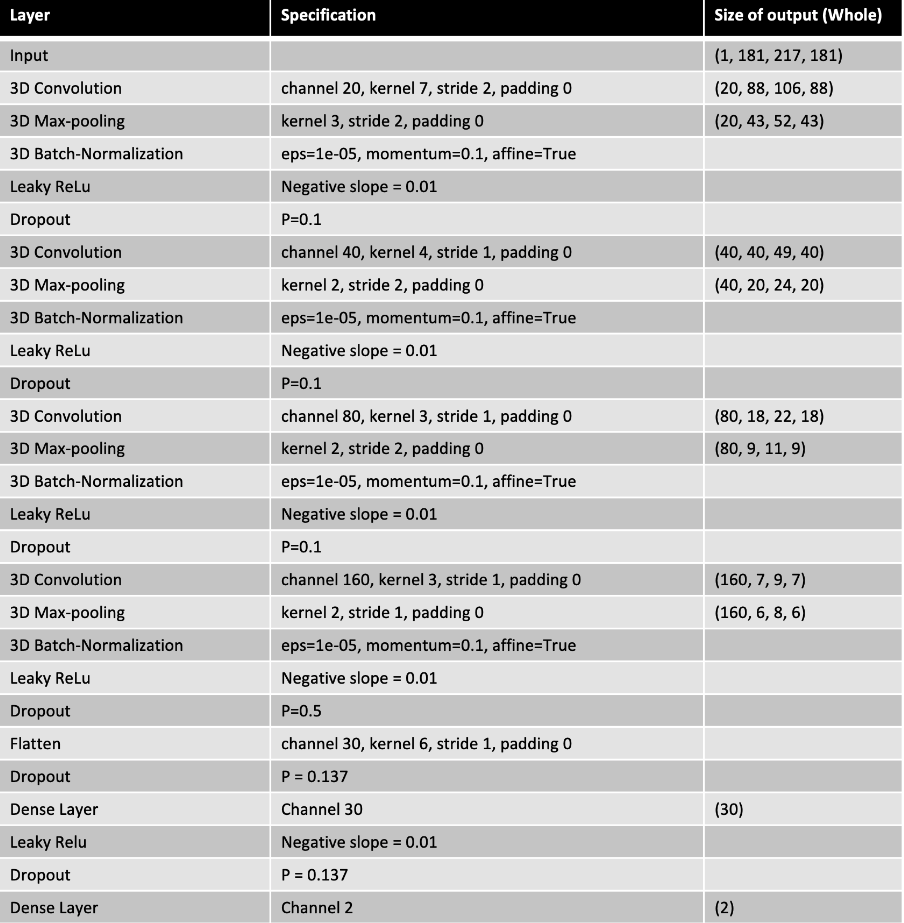 Layer Specification Size of output (Whole)
Input (1, 181, 217, 181)
3D Convolution channel 20, kernel 7, stride 2, padding 0 (20, 88, 106, 88)
3D Max-pooling kernel 3, stride 2, padding 0 (20, 43, 52, 43)
3D Batch-Normalization eps=1e-05, momentum=0.1, affine=True
Leaky ReLu Negative slope = 0.01
Dropout P=0.1
3D Convolution channel 40, kernel 4, stride 1, padding 0 (40, 40, 49, 40)
3D Max-pooling kernel 2, stride 2, padding 0 (40, 20, 24, 20)
3D Batch-Normalization eps=1e-05, momentum=0.1, affine=True
Leaky ReLu Negative slope = 0.01
Dropout P=0.1
3D Convolution channel 80, kernel 3, stride 1, padding 0 (80, 18, 22, 18)
3D Max-pooling kernel 2, stride 2, padding 0 (80, 9, 11, 9)
3D Batch-Normalization eps=1e-05, momentum=0.1, affine=True
Leaky ReLu Negative slope = 0.01
Dropout P=0.1
3D Convolution channel 160, kernel 3, stride 1, padding 0 (160, 7, 9, 7)
3D Max-pooling kernel 2, stride 1, padding 0 (160, 6, 8, 6)
3D Batch-Normalization eps=1e-05, momentum=0.1, affine=True
Leaky ReLu Negative slope = 0.01
Dropout P=0.5
Flatten channel 30, kernel 6, stride 1, padding 0
Dropout P = 0.137
Dense Layer Channel 30 (30)
Leaky Relu Negative slope = 0.01
Dropout P = 0.137
Dense Layer Channel 2 (2)